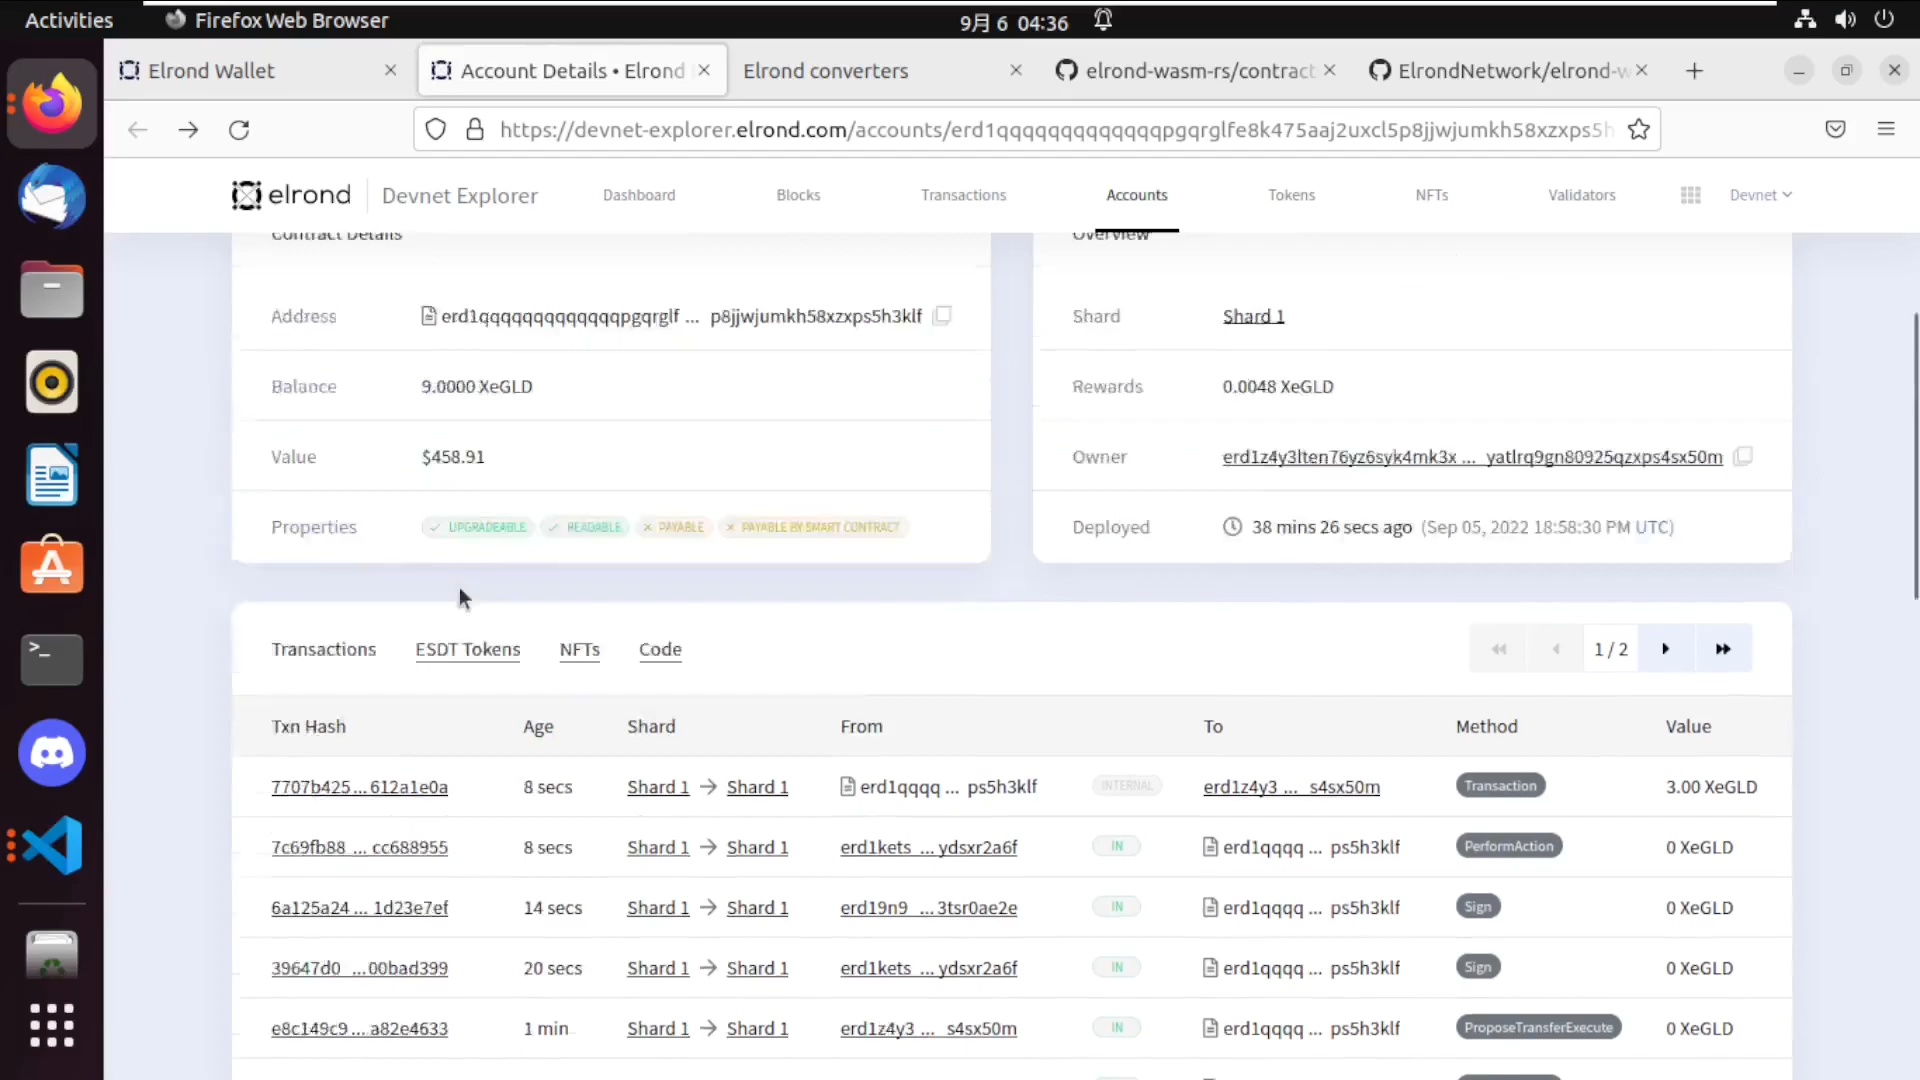 Activities Firefox Web Browser 9月 6 04:36
Elrond Wallet Account Details • Elrond Elrond converters elrond-wasm-rs/contract ElrondNetwork/elrond-w
https://devnet-explorer.elrond.com/accounts/erd1qqqqqqqqqqqqqpgqrglfe8k475aaj2uxcl5p8jjwjumkh58xzxps5h
elrond Devnet Explorer Dashboard Blocks Transactions Accounts Tokens NFTs Validators Devnet
Contract Details Overview
Address erd1qqqqqqqqqqqqqpgqrglf ... p8jjwjumkh58xzxps5h3klf Shard Shard 1
Balance 9.0000 XeGLD Rewards 0.0048 XeGLD
Value $458.91 Owner erd1z4y3lten76yz6syk4mk3x ... yatlrq9gn80925qzxps4sx50m
Properties UPGRADEABLE READABLE PAYABLE PAYABLE BY SMART CONTRACT Deployed 38 mins 26 secs ago (Sep 05, 2022 18:58:30 PM UTC)
Transactions ESDT Tokens NFTs Code 1 / 2
Txn Hash Age Shard From To Method Value
7707b425 ... 612a1e0a 8 secs Shard 1 → Shard 1 erd1qqqq ... ps5h3klf INTERNAL erd1z4y3 ... s4sx50m Transaction 3.00 XeGLD
7c69fb88 ... cc688955 8 secs Shard 1 → Shard 1 erd1kets ... ydsxr2a6f IN erd1qqqq ... ps5h3klf PerformAction 0 XeGLD
6a125a24 ... 1d23e7ef 14 secs Shard 1 → Shard 1 erd19n9 ... 3tsr0ae2e IN erd1qqqq ... ps5h3klf Sign 0 XeGLD
39647d0 ... 00bad399 20 secs Shard 1 → Shard 1 erd1kets ... ydsxr2a6f IN erd1qqqq ... ps5h3klf Sign 0 XeGLD
e8c149c9 ... a82e4633 1 min Shard 1 → Shard 1 erd1z4y3 ... s4sx50m IN erd1qqqq ... ps5h3klf ProposeTransferExecute 0 XeGLD